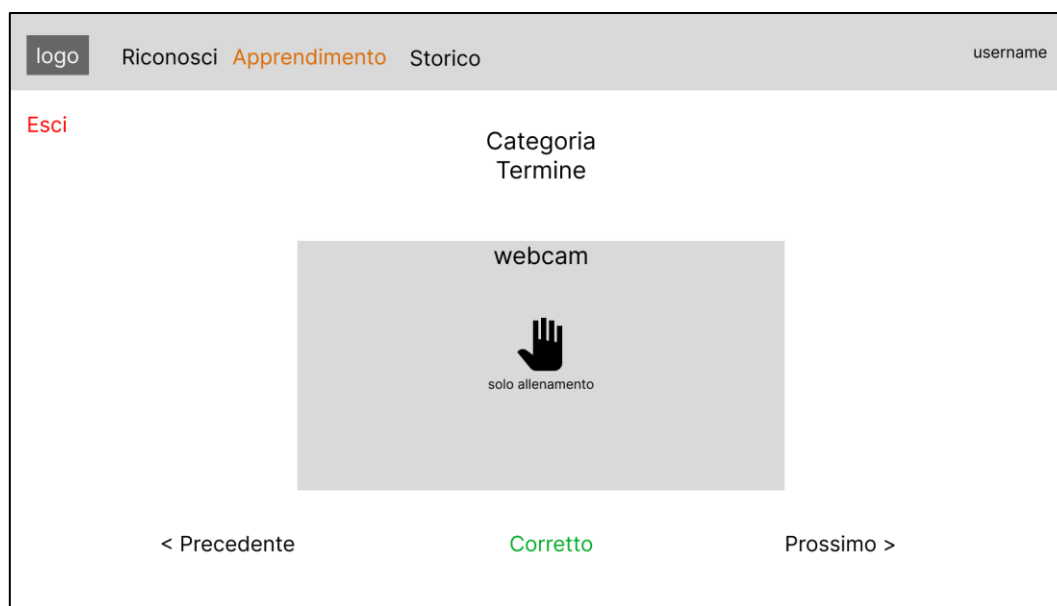 logo Riconosci Apprendimento Storico username
Esci
Categoria
Termine
webcam
solo allenamento
< Precedente Corretto Prossimo >